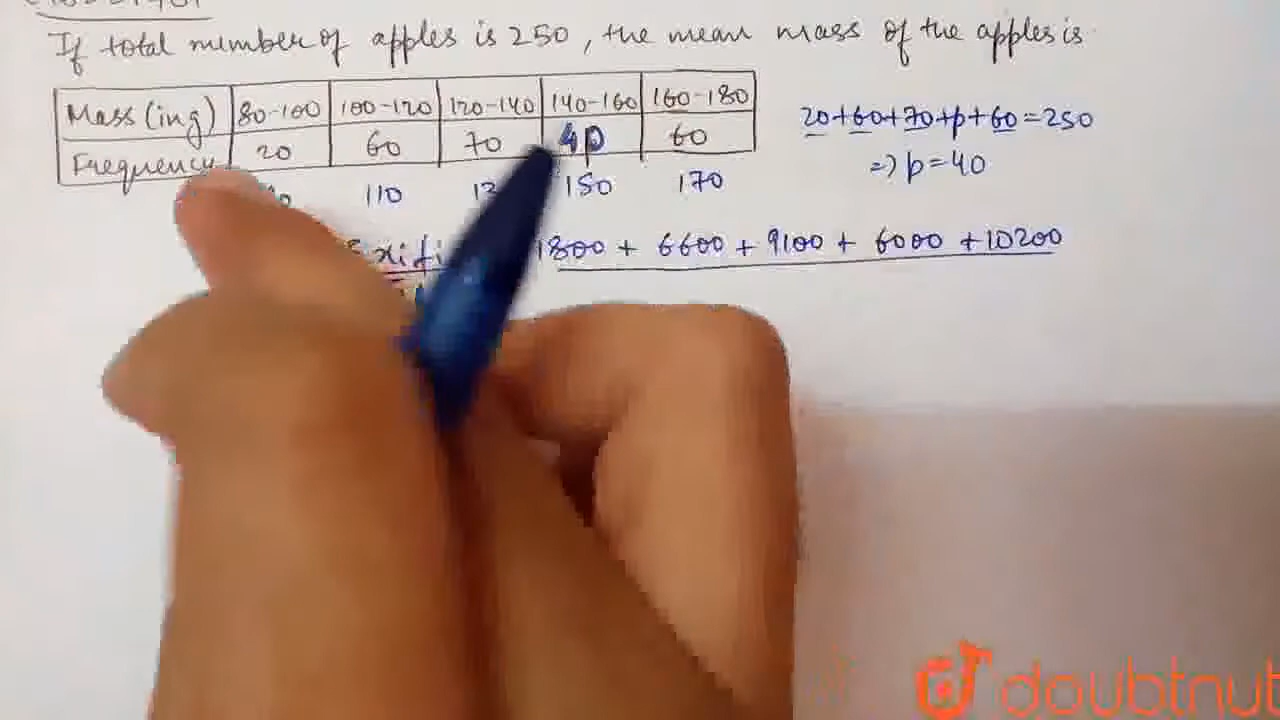 If total number of apples is 250, the mean mass of the apples is
Mass (in g) 80-100 100-120 120-140 140-160 160-180
Frequency 20 60 70 p 60
20+60+70+p+60=250
=> p=40
110 150 170
1800 + 6600 + 9100 + 6000 + 10200
doubtnut